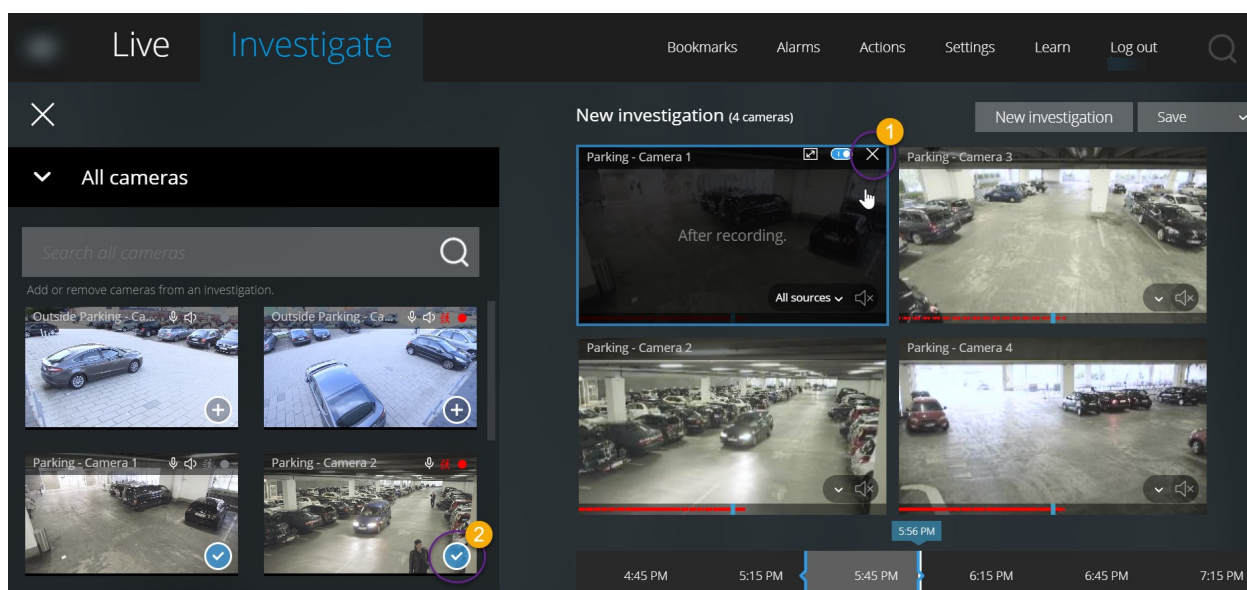 Live
Investigate
Bookmarks
Alarms
Actions
Settings
Learn
Log out
New investigation (4 cameras)
New investigation
Save
1
All cameras
Search all cameras
Add or remove cameras from an investigation.
Outside Parking - Ca...
Outside Parking - Ca...
Parking - Camera 1
Parking - Camera 2
2
Parking - Camera 1
After recording.
All sources
Parking - Camera 3
Parking - Camera 2
Parking - Camera 4
5:56 PM
4:45 PM
5:15 PM
5:45 PM
6:15 PM
6:45 PM
7:15 PM